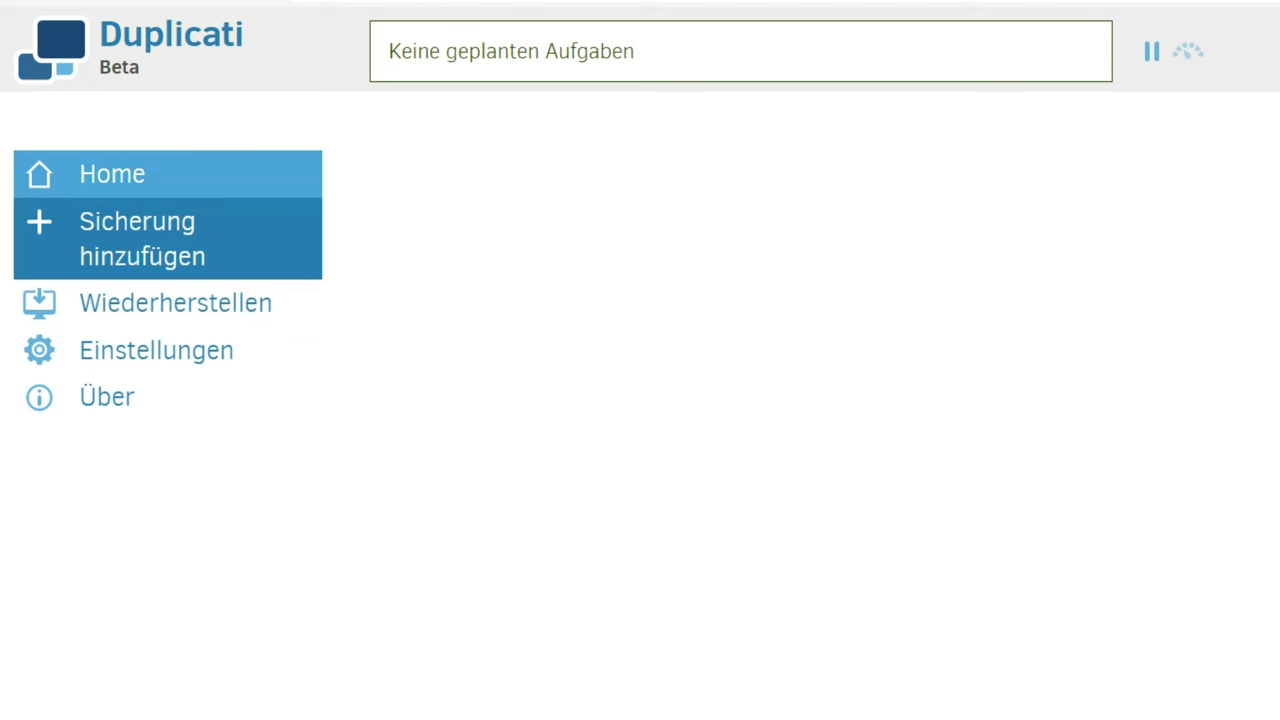 Duplicati
Beta
Keine geplanten Aufgaben
Home
Sicherung
hinzufügen
Wiederherstellen
Einstellungen
Über